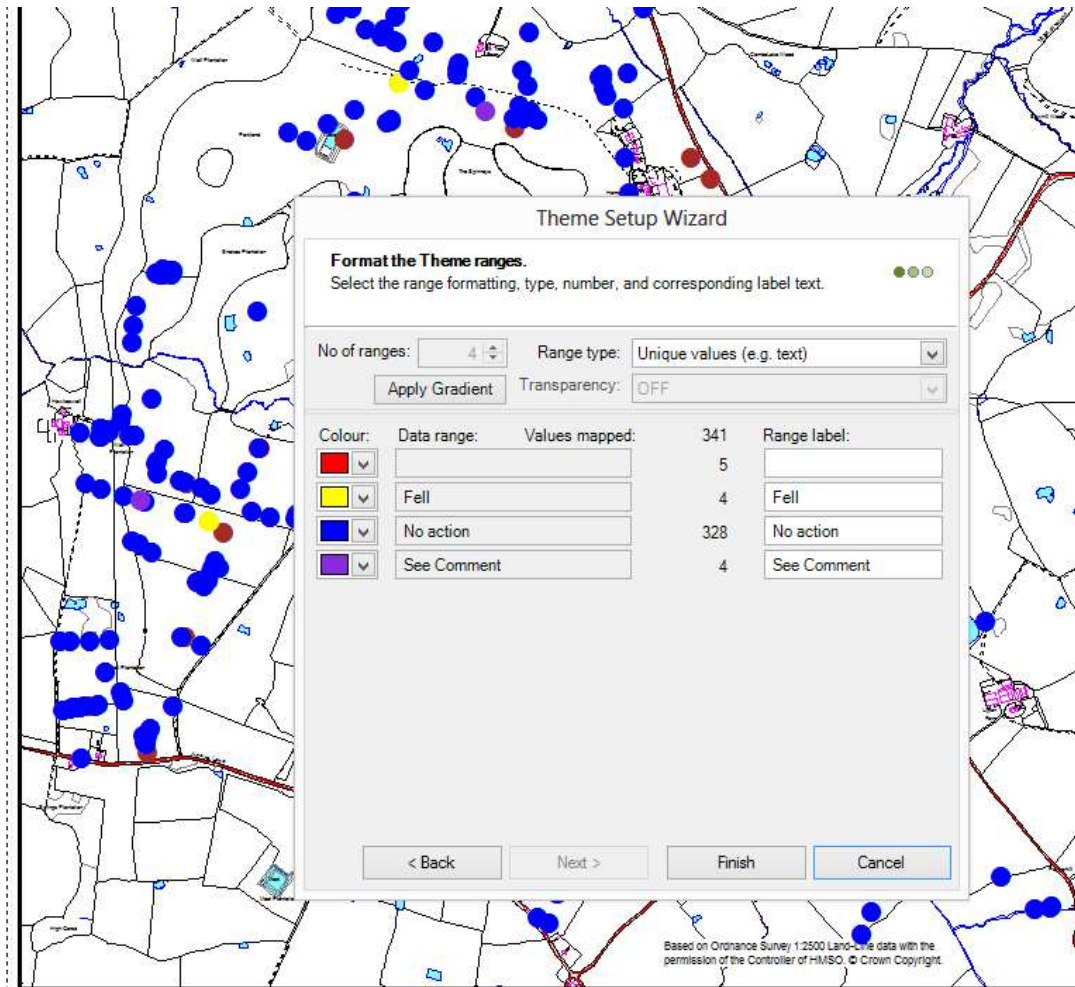 Theme Setup Wizard
Format the Theme ranges.
Select the range formatting, type, number, and corresponding label text.
No of ranges: 4 Range type: Unique values (e.g. text)
Apply Gradient Transparency: OFF
Colour: Data range: Values mapped: 341 Range label:
5
Fell 4 Fell
No action 328 No action
See Comment 4 See Comment
< Back Next > Finish Cancel
Based on Ordnance Survey 1:2500 Land-Line data with the
permission of the Controller of HMSO. © Crown Copyright.